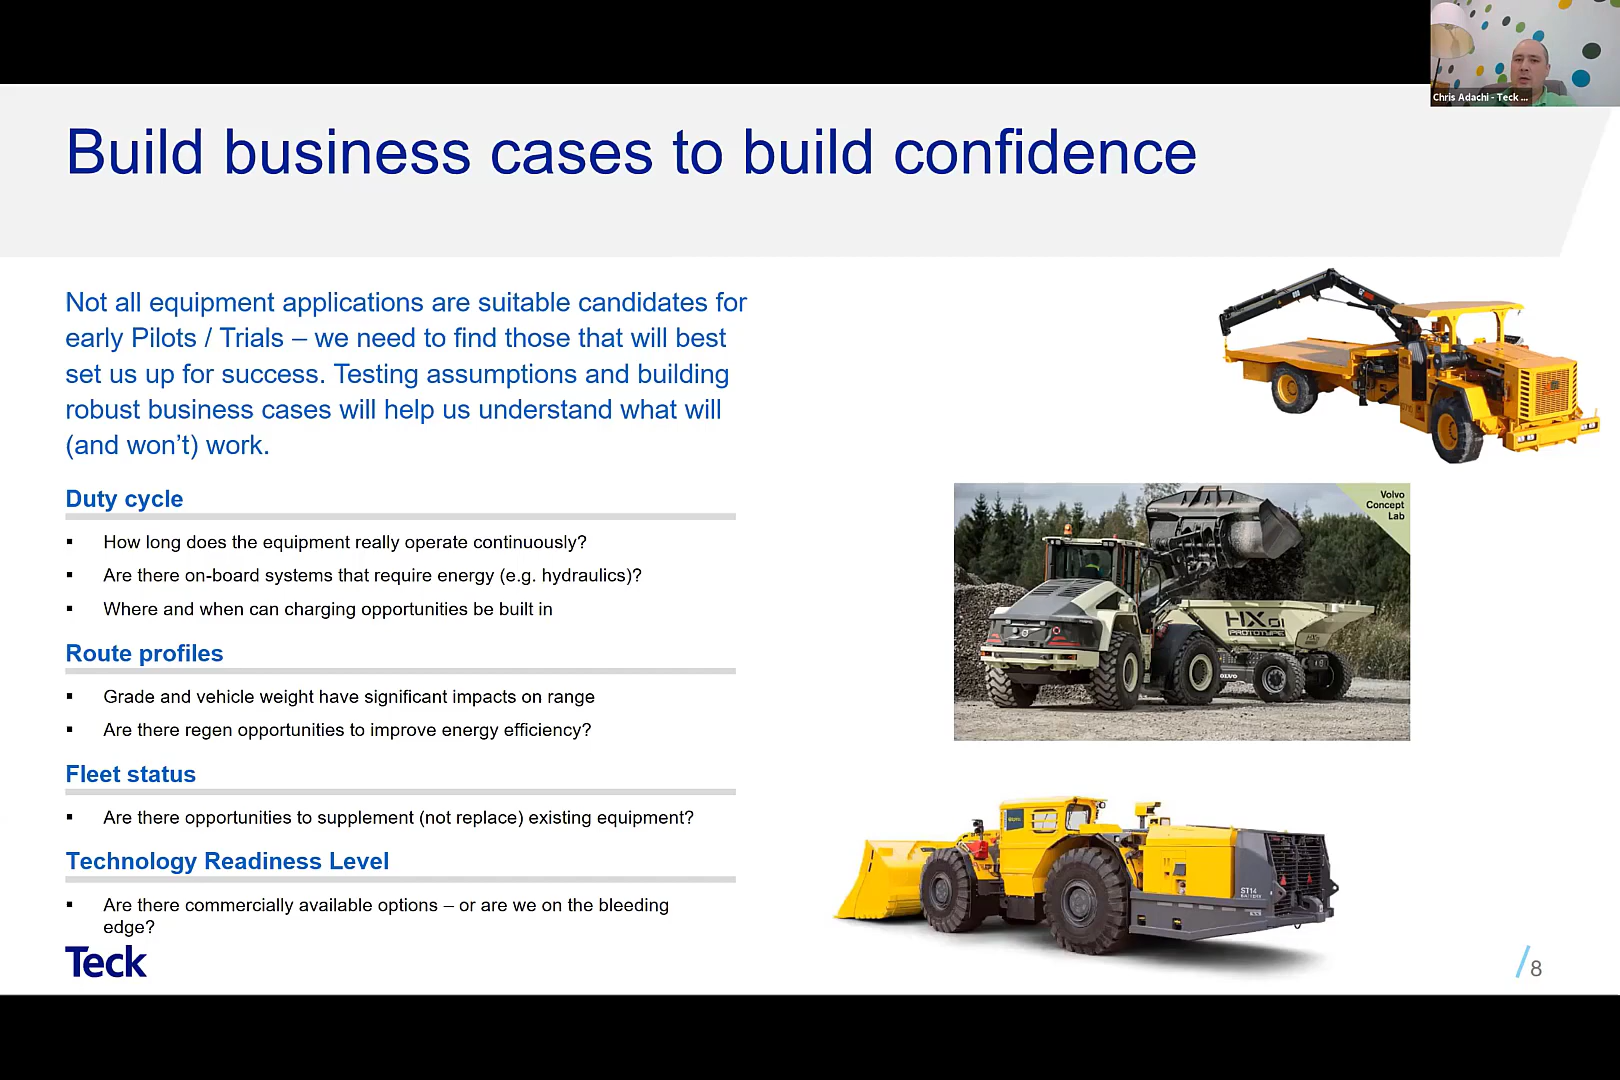 Chris Adachi - Teck ...
Build business cases to build confidence
Not all equipment applications are suitable candidates for
early Pilots / Trials – we need to find those that will best
set us up for success. Testing assumptions and building
robust business cases will help us understand what will
(and won’t) work.
Duty cycle
▪ How long does the equipment really operate continuously?
▪ Are there on-board systems that require energy (e.g. hydraulics)?
▪ Where and when can charging opportunities be built in
Route profiles
▪ Grade and vehicle weight have significant impacts on range
▪ Are there regen opportunities to improve energy efficiency?
Fleet status
▪ Are there opportunities to supplement (not replace) existing equipment?
Technology Readiness Level
▪ Are there commercially available options – or are we on the bleeding
edge?
Volvo
Concept
Lab
HX01
PROTOTYPE
VOLVO
ST14
BATTERY
Teck
8